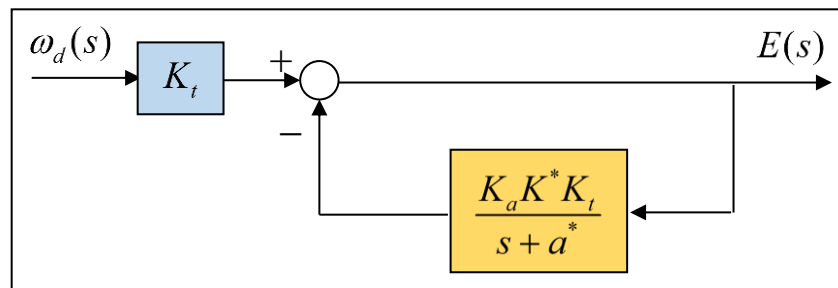 ω_d(s)
K_t
+
E(s)
−
K_a K^* K_t
s + a^*